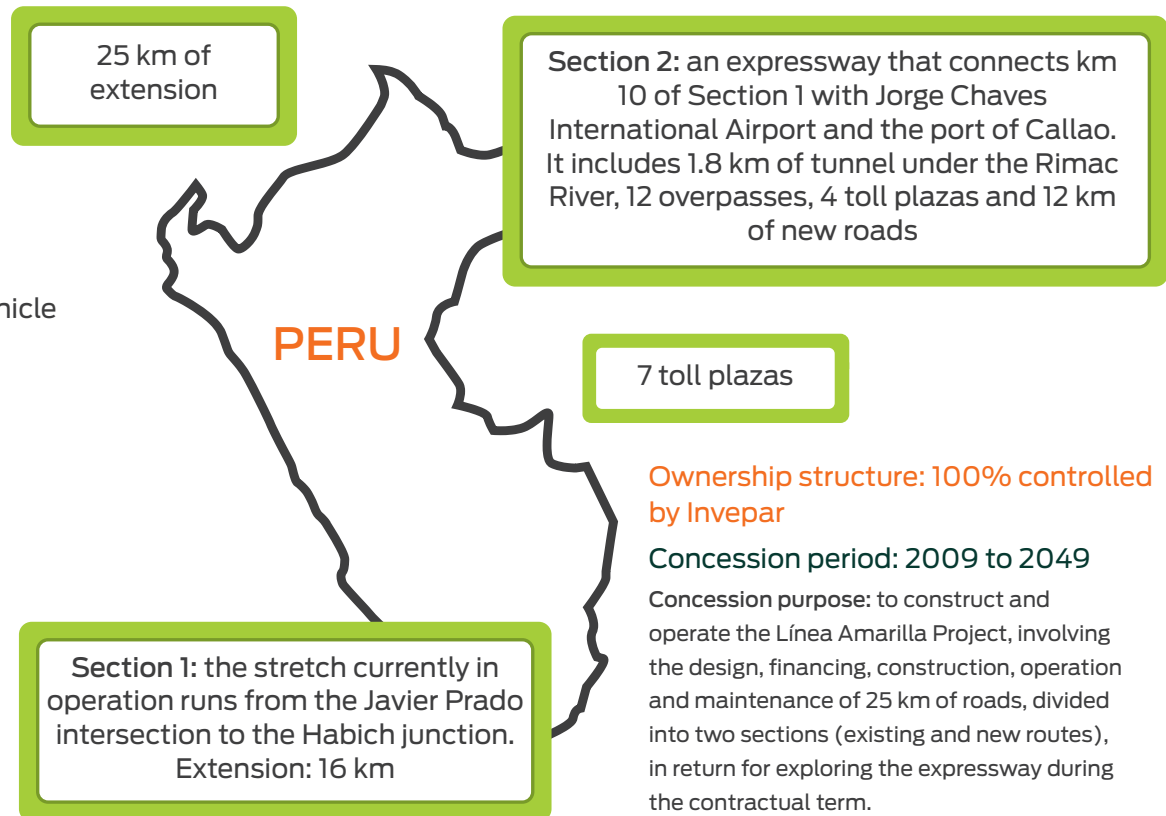 25 km of
extension
Section 2: an expressway that connects km
10 of Section 1 with Jorge Chaves
International Airport and the port of Callao.
It includes 1.8 km of tunnel under the Rimac
River, 12 overpasses, 4 toll plazas and 12 km
of new roads
PERU
7 toll plazas
Ownership structure: 100% controlled
by Invepar
Concession period: 2009 to 2049
Concession purpose: to construct and
operate the Línea Amarilla Project, involving
the design, financing, construction, operation
and maintenance of 25 km of roads, divided
into two sections (existing and new routes),
in return for exploring the expressway during
the contractual term.
Section 1: the stretch currently in
operation runs from the Javier Prado
intersection to the Habich junction.
Extension: 16 km